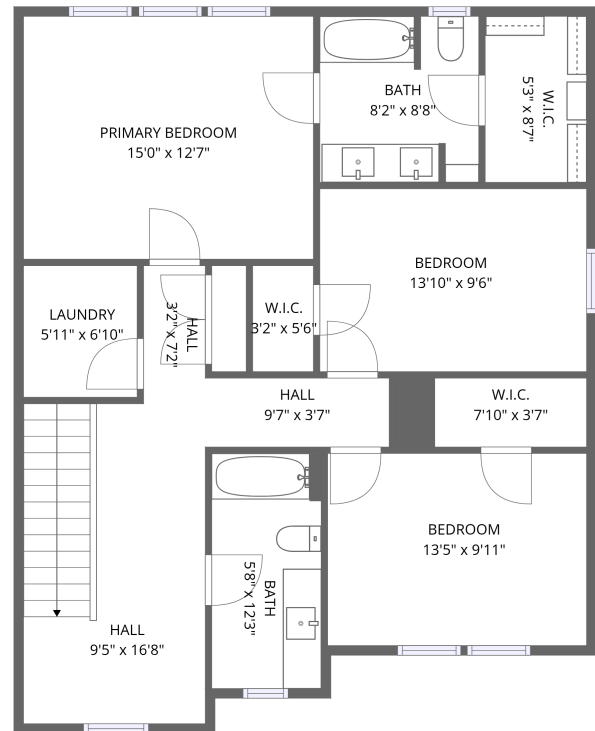 PRIMARY BEDROOM
15'0" x 12'7"
BATH
8'2" x 8'8"
W.I.C.
5'3" x 8'7"
BEDROOM
13'10" x 9'6"
LAUNDRY
5'11" x 6'10"
HALL
3'2" x 7'2"
W.I.C.
3'2" x 5'6"
HALL
9'7" x 3'7"
W.I.C.
7'10" x 3'7"
BEDROOM
13'5" x 9'11"
BATH
5'8" x 12'3"
HALL
9'5" x 16'8"